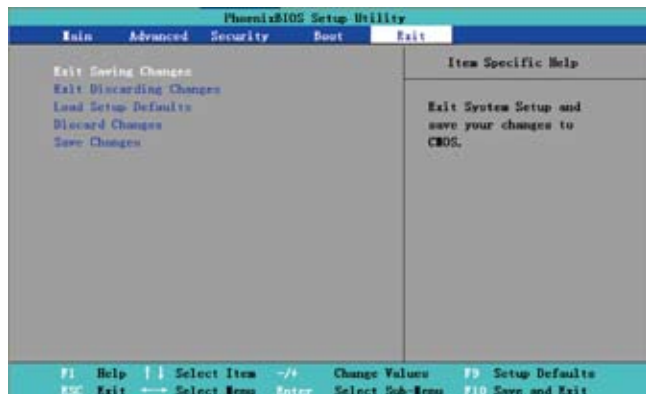 PhoenixBIOS Setup Utility
Main Advanced Security Boot Exit
Exit Saving Changes
Exit Discarding Changes
Load Setup Defaults
Discard Changes
Save Changes
Item Specific Help
Exit System Setup and
save your changes to
CMOS.
F1 Help ↑↓ Select Item -/+ Change Values F9 Setup Defaults
ESC Exit ←→ Select Menu Enter Select Sub-Menu F10 Save and Exit